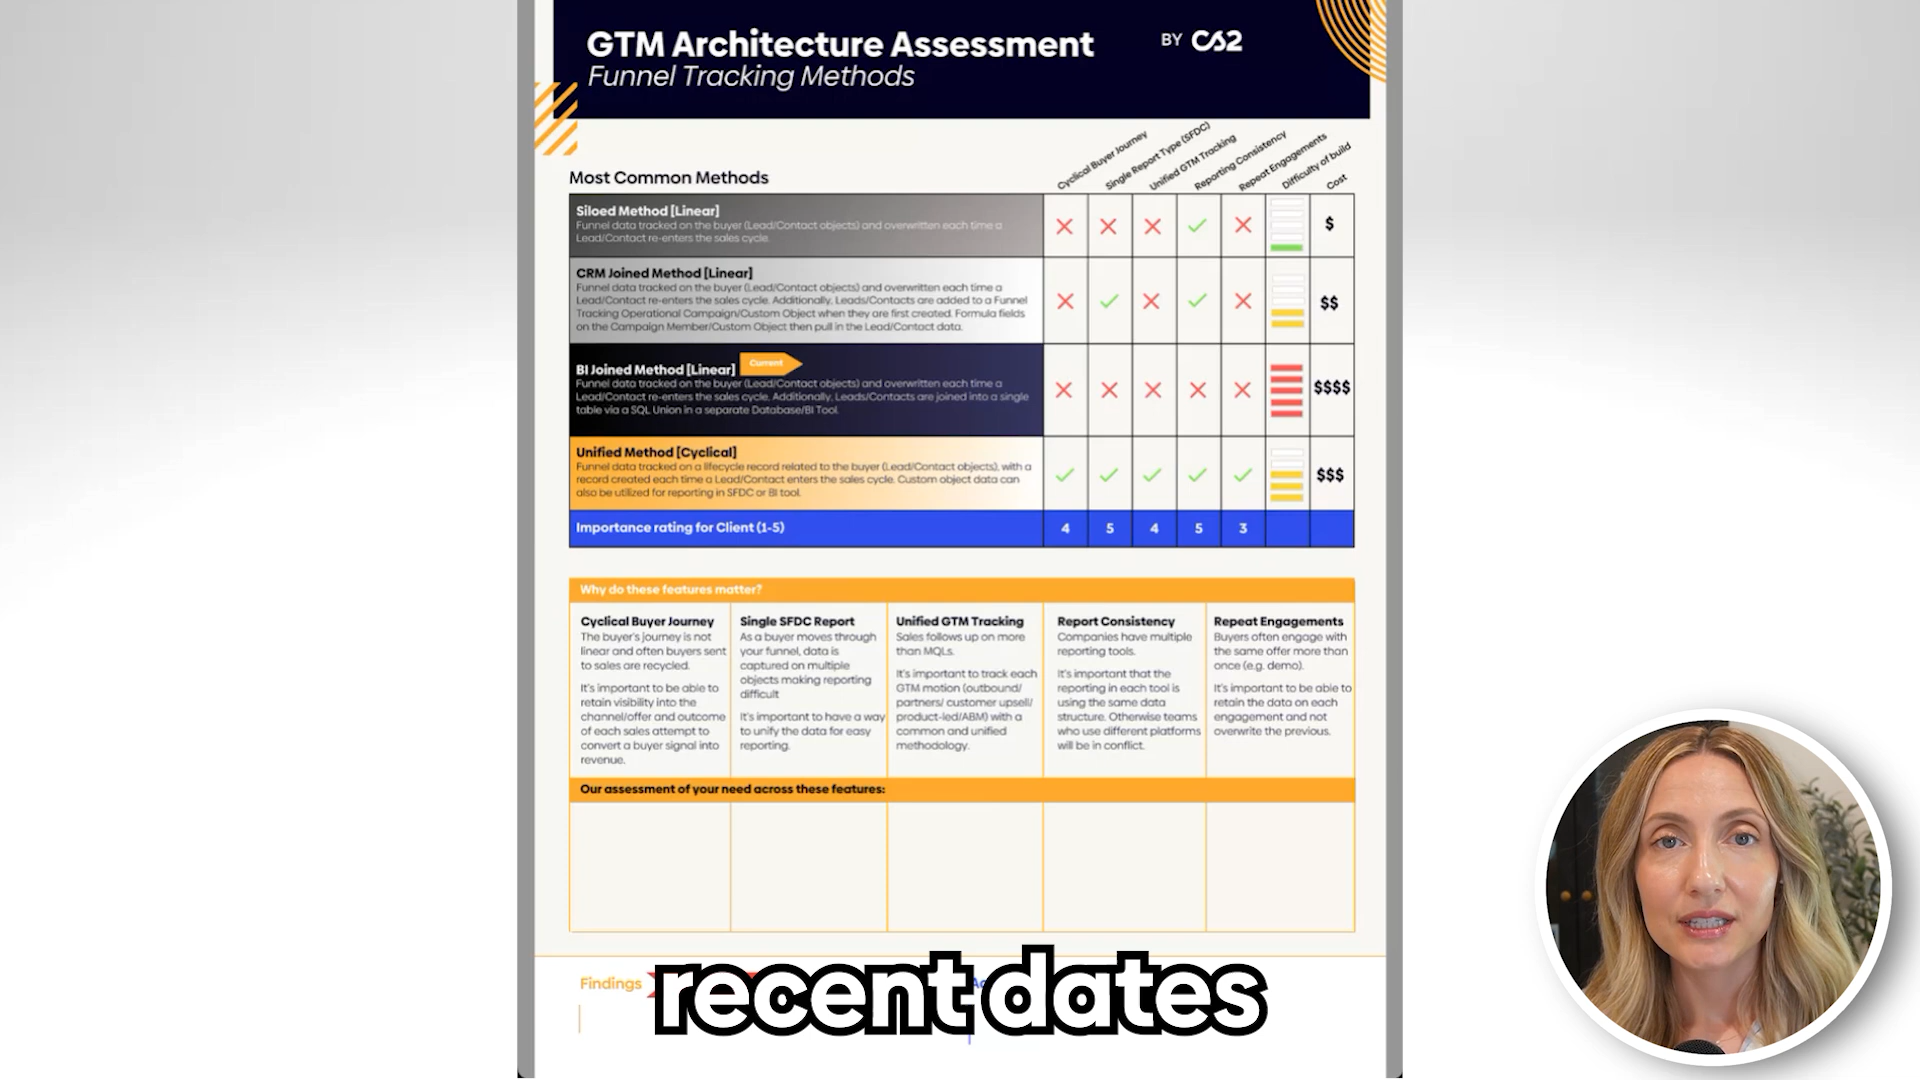 GTM Architecture Assessment
BY CS2
Funnel Tracking Methods
Most Common Methods
Cyclical Buyer Journey
Single Report Type (SFDC)
Unified GTM Tracking
Reporting Consistency
Repeat Engagements
Difficulty of build
Cost
Siloed Method [Linear]
Funnel data tracked on the buyer (Lead/Contact objects) and overwritten each time a
Lead/Contact re-enters the sales cycle.
$
CRM Joined Method [Linear]
Funnel data tracked on the buyer (Lead/Contact objects) and overwritten each time a
Lead/Contact re-enters the sales cycle. Additionally, Leads/Contacts are added to a Funnel
Tracking Operational Campaign/Custom Object when they are first created. Formula fields
on the Campaign Member/Custom Object then pull in the Lead/Contact data.
$$
BI Joined Method [Linear]
Current
Funnel data tracked on the buyer (Lead/Contact objects) and overwritten each time a
Lead/Contact re-enters the sales cycle. Additionally, Leads/Contacts are joined into a single
table via a SQL Union in a separate Database/BI Tool.
$$$$
Unified Method [Cyclical]
Funnel data tracked on a lifecycle record related to the buyer (Lead/Contact objects), with a
record created each time a Lead/Contact enters the sales cycle. Custom object data can
also be utilized for reporting in SFDC or BI tool.
$$$
Importance rating for Client (1-5)
4 5 4 5 3
Why do these features matter?
Cyclical Buyer Journey
The buyer's journey is not
linear and often buyers sent
to sales are recycled.
It's important to be able to
retain visibility into the
channel/offer and outcome
of each sales attempt to
convert a buyer signal into
revenue.
Single SFDC Report
As a buyer moves through
your funnel, data is
captured on multiple
objects making reporting
difficult
It's important to have a way
to unify the data for easy
reporting.
Unified GTM Tracking
Sales follows up on more
than MQLs.
It's important to track each
GTM motion (outbound/
partners/ customer upsell/
product-led/ABM) with a
common and unified
methodology.
Report Consistency
Companies have multiple
reporting tools.
It's important that the
reporting in each tool is
using the same data
structure. Otherwise teams
who use different platforms
will be in conflict.
Repeat Engagements
Buyers often engage with
the same offer more than
once (e.g. demo).
It's important to be able to
retain the data on each
engagement and not
overwrite the previous.
Our assessment of your need across these features:
Findings
recent dates